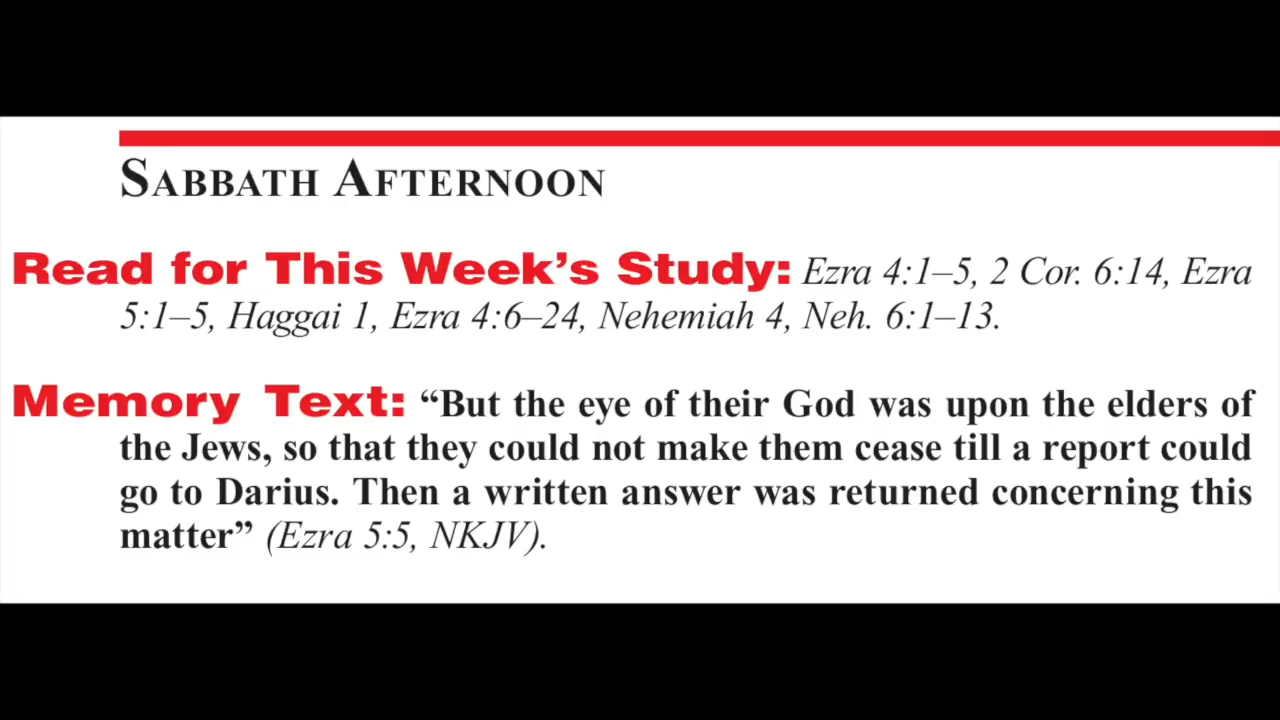 SABBATH AFTERNOON
Read for This Week’s Study: Ezra 4:1–5, 2 Cor. 6:14, Ezra
5:1–5, Haggai 1, Ezra 4:6–24, Nehemiah 4, Neh. 6:1–13.
Memory Text: “But the eye of their God was upon the elders of
the Jews, so that they could not make them cease till a report could
go to Darius. Then a written answer was returned concerning this
matter” (Ezra 5:5, NKJV).